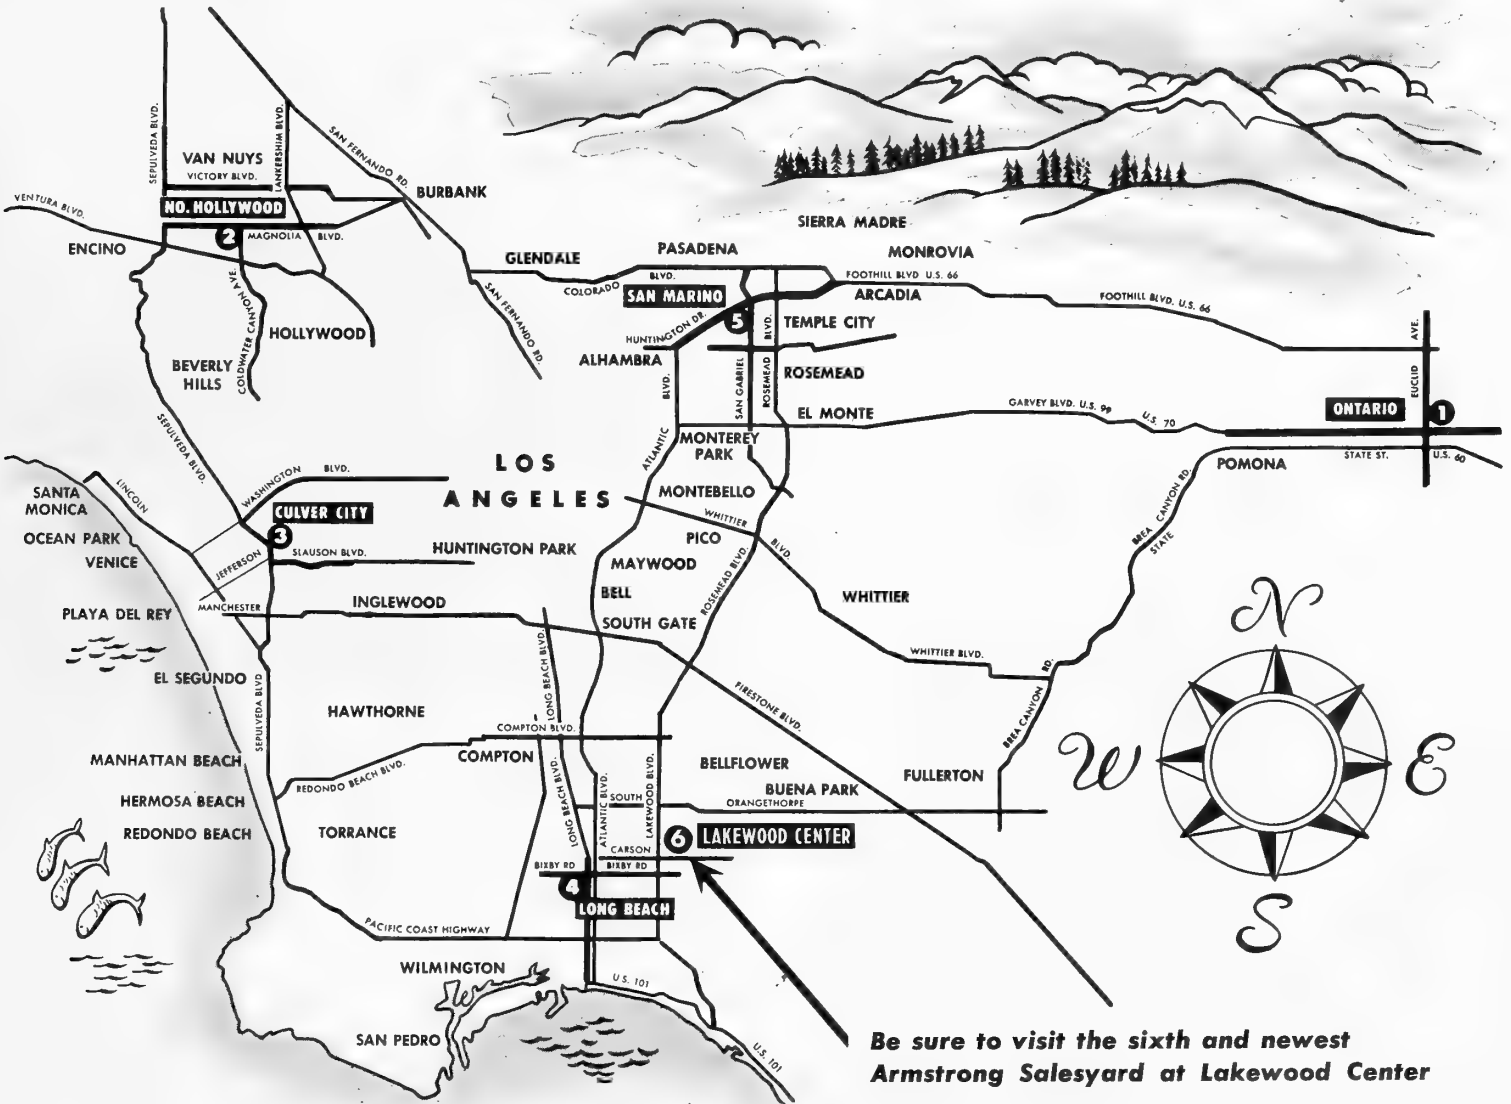 SEPULVEDA BLVD.
LANKERSHIM BLVD.
SAN FERNANDO RD.
VAN NUYS
VICTORY BLVD.
BURBANK
NO. HOLLYWOOD
VENTURA BLVD.
2
MAGNOLIA BLVD.
ENCINO
SIERRA MADRE
GLENDALE
PASADENA
MONROVIA
COLORADO BLVD.
FOOTHILL BLVD U.S. 66
ARCADIA
FOOTHILL BLVD. U.S. 66
SAN MARINO
5
SAN FERNANDO RD.
COLDWATER CANYON AVE.
HOLLYWOOD
HUNTINGTON DR.
TEMPLE CITY
ALHAMBRA
BEVERLY
HILLS
ROSEMEAD
SAN GABRIEL BLVD.
ROSEMEAD
EL MONTE
GARVEY BLVD. U.S. 99
U.S. 70
ONTARIO
1
EUCLID AVE.
SEPULVEDA BLVD.
ATLANTIC BLVD.
MONTEREY
PARK
POMONA
STATE ST.
U.S. 60
LOS
ANGELES
WASHINGTON BLVD.
SANTA
MONICA
LINCOLN
MONTEBELLO
CULVER CITY
3
WHITTIER BLVD.
PICO
BREA CANYON RD.
STATE
OCEAN PARK
VENICE
JEFFERSON
SLAUSON BLVD.
HUNTINGTON PARK
MAYWOOD
ROSEMEAD BLVD.
BELL
WHITTIER
PLAYA DEL REY
MANCHESTER
INGLEWOOD
SOUTH GATE
N
EL SEGUNDO
WHITTIER BLVD.
LONG BEACH BLVD.
FIRESTONE BLVD.
SEPULVEDA BLVD
HAWTHORNE
BREA CANYON RD.
COMPTON BLVD.
COMPTON
MANHATTAN BEACH
REDONDO BEACH BLVD.
BELLFLOWER
FULLERTON
W
E
BUENA PARK
HERMOSA BEACH
LONG BEACH BLVD.
ATLANTIC BLVD.
SOUTH
LAKEWOOD BLVD.
ORANGETHORPE
REDONDO BEACH
TORRANCE
6
LAKEWOOD CENTER
CARSON
BIXBY RD
BIXBY RD
4
LONG BEACH
S
PACIFIC COAST HIGHWAY
WILMINGTON
U.S. 101
SAN PEDRO
U.S. 101
Be sure to visit the sixth and newest
Armstrong Salesyard at Lakewood Center